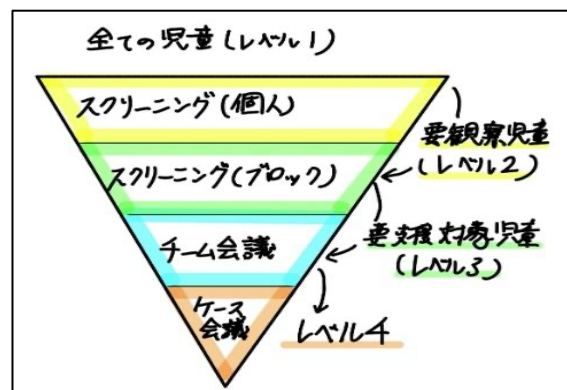 全ての児童(レベル1)
スクリーニング(個人)
要観察児童
(レベル2)
スクリーニング(ブロック)
チーム会議
要支援対象児童
(レベル3)
ケース
会議
レベル4